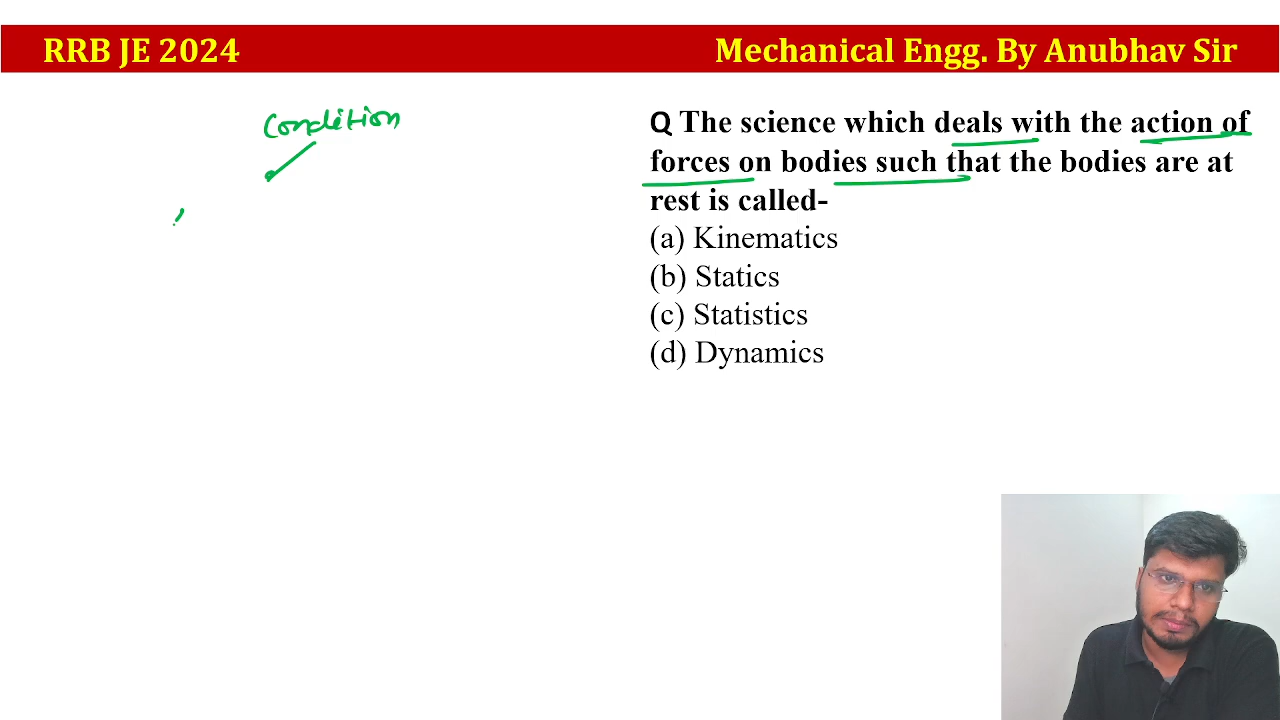 RRB JE 2024
Mechanical Engg. By Anubhav Sir
Condition
Q The science which deals with the action of
forces on bodies such that the bodies are at
rest is called-
(a) Kinematics
(b) Statics
(c) Statistics
(d) Dynamics